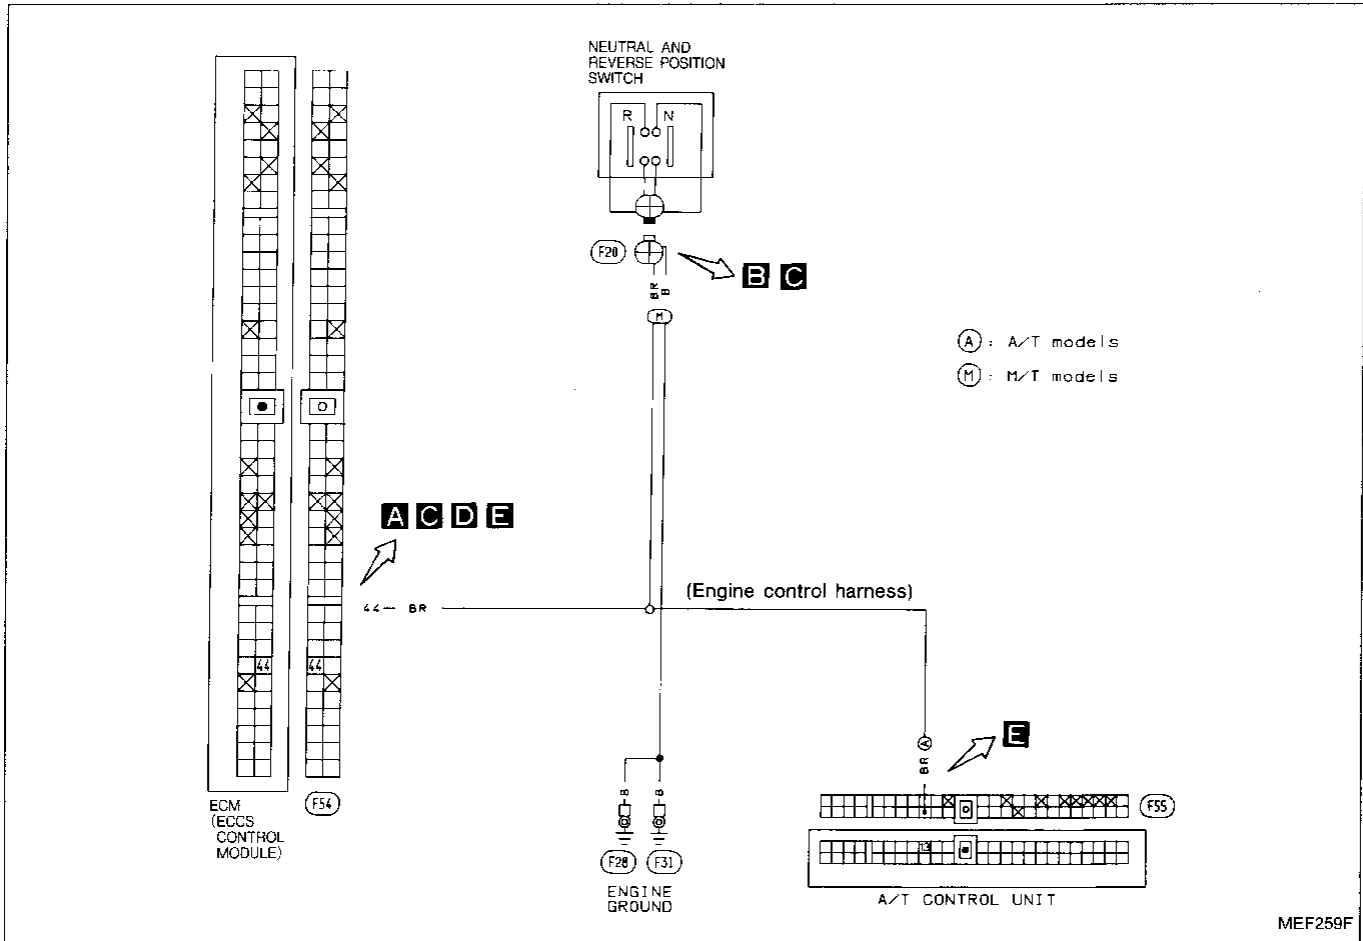 NEUTRAL AND
REVERSE POSITION
SWITCH
R N
F20
B C
BR
B
M
A : A/T models
M : M/T models
A C D E
(Engine control harness)
44 BR
44
44
A
E
BR
ECM
(ECCS
CONTROL
MODULE)
F54
B
B
F55
13
F28
F31
ENGINE
GROUND
A/T CONTROL UNIT
MEF259F